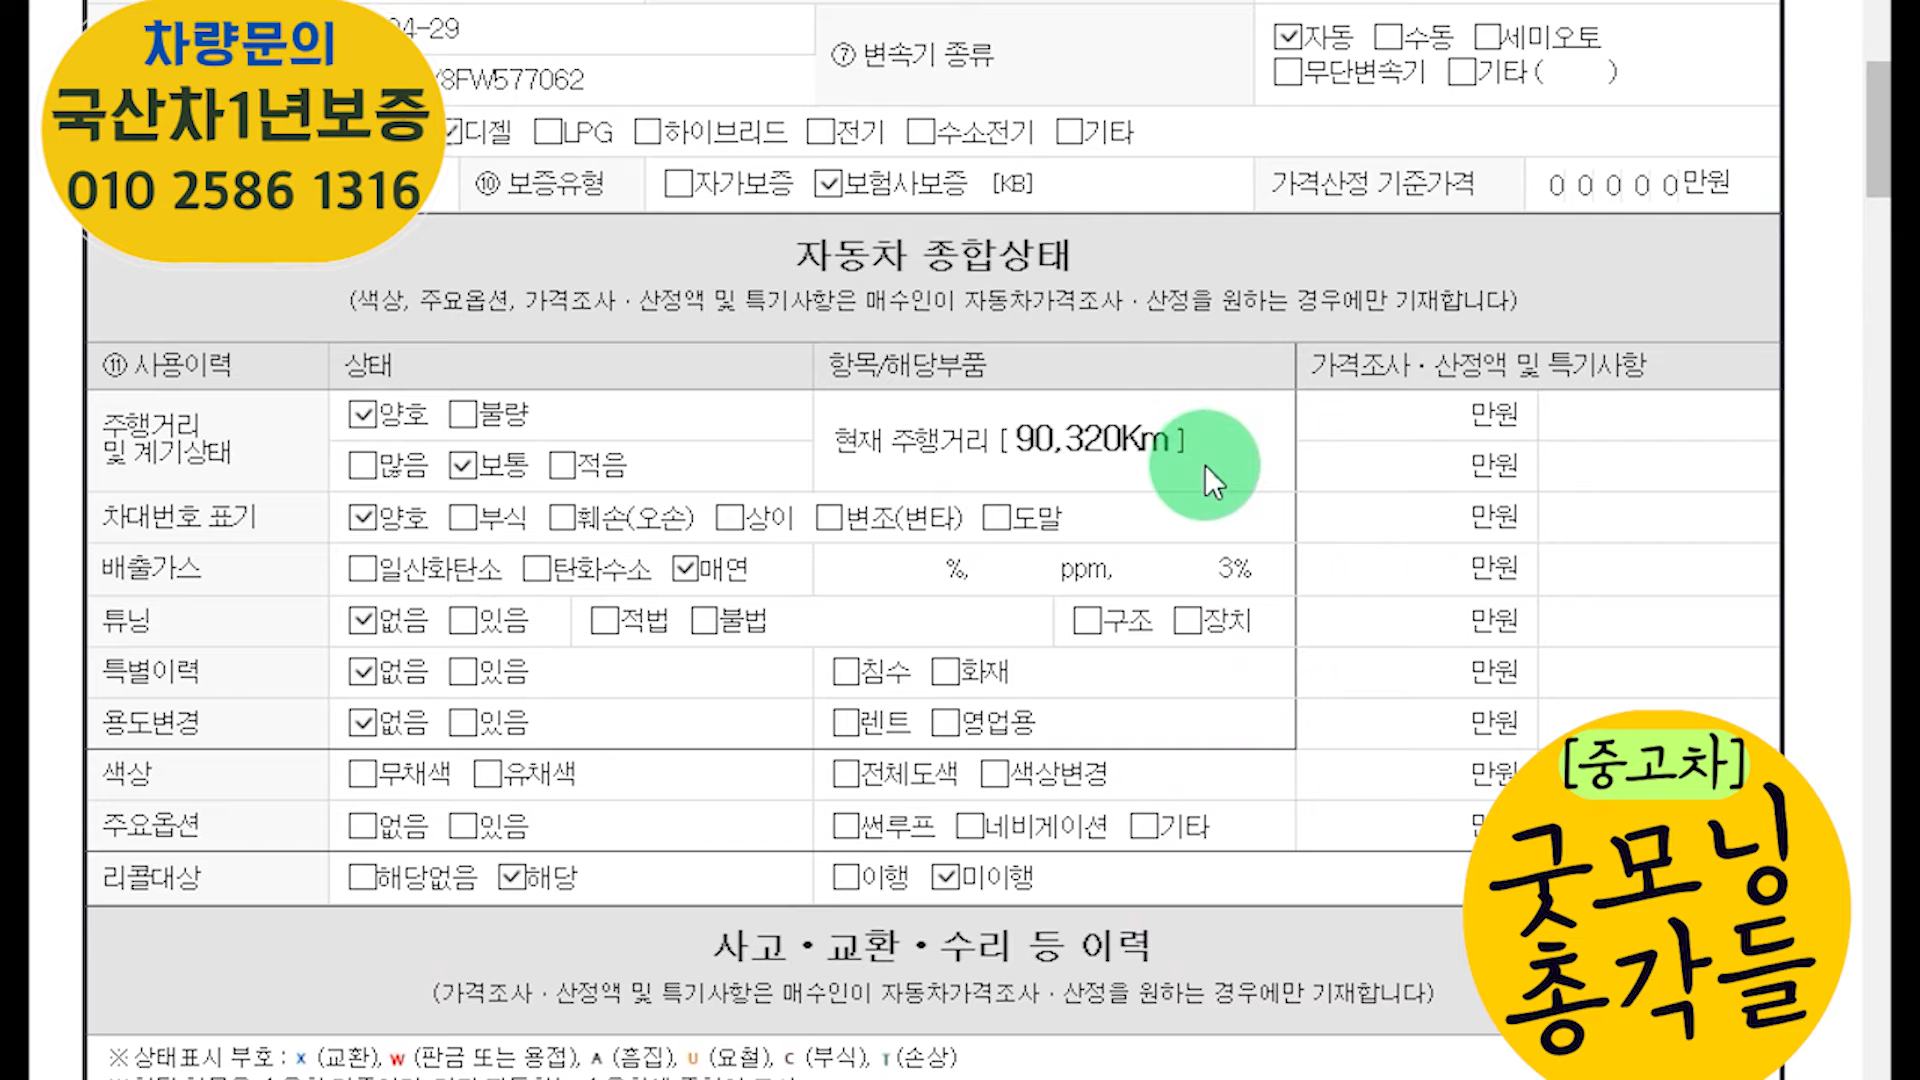 차량문의
국산차1년보증
010 2586 1316
04-29
8FW577062
⑦ 변속기 종류
자동 수동 세미오토
무단변속기 기타 ( )
디젤 LPG 하이브리드 전기 수소전기 기타
⑩ 보증유형 자가보증 보험사보증 [KB] 가격산정 기준가격 0 0 0 0 0만원
자동차 종합상태
(색상, 주요옵션, 가격조사 · 산정액 및 특기사항은 매수인이 자동차가격조사 · 산정을 원하는 경우에만 기재합니다)
⑪ 사용이력 상태 항목/해당부품 가격조사 · 산정액 및 특기사항
주행거리 및 계기상태 양호 불량 현재 주행거리 [ 90,320Km ] 만원
많음 보통 적음 만원
차대번호 표기 양호 부식 훼손(오손) 상이 변조(변타) 도말 만원
배출가스 일산화탄소 탄화수소 매연 %, ppm, 3% 만원
튜닝 없음 있음 적법 불법 구조 장치 만원
특별이력 없음 있음 침수 화재 만원
용도변경 없음 있음 렌트 영업용 만원
색상 무채색 유채색 전체도색 색상변경 만원
주요옵션 없음 있음 썬루프 네비게이션 기타
리콜대상 해당없음 해당 이행 미이행
사고 • 교환 • 수리 등 이력
(가격조사 · 산정액 및 특기사항은 매수인이 자동차가격조사 · 산정을 원하는 경우에만 기재합니다)
※ 상태표시 부호 : X (교환), W (판금 또는 용접), A (흠집), U (요철), C (부식), T (손상)
[중고차]
굿모닝
총각들